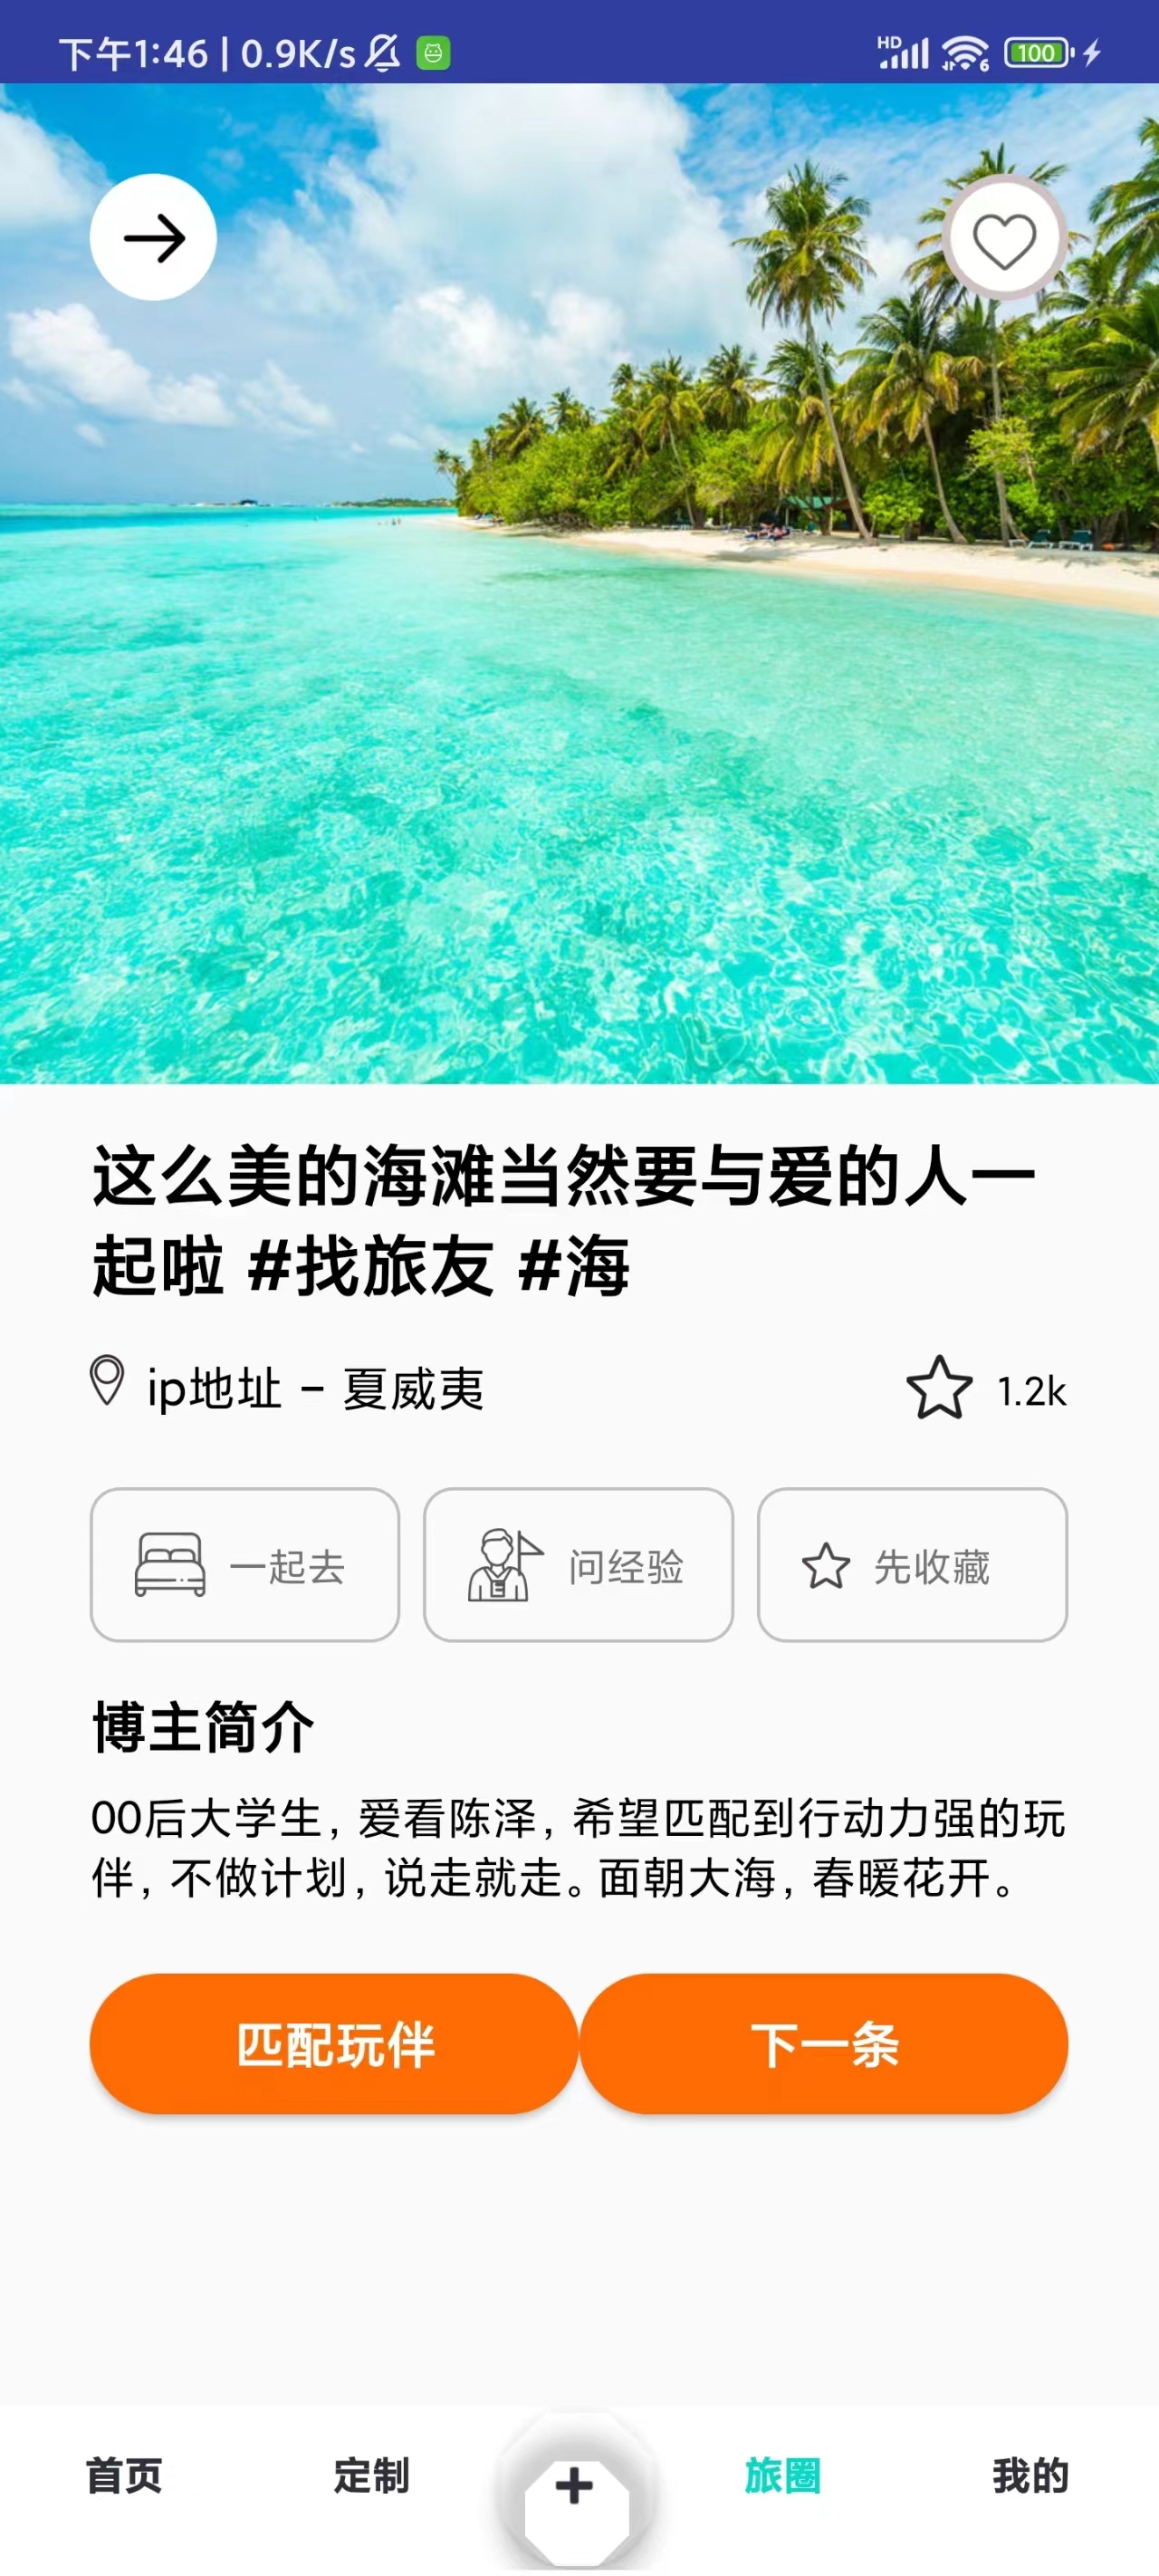 下午1:46 | 0.9K/s
HD
6
100
这么美的海滩当然要与爱的人一
起啦 #找旅友 #海
ip地址 - 夏威夷
1.2k
一起去
问经验
先收藏
博主简介
00后大学生，爱看陈泽，希望匹配到行动力强的玩
伴，不做计划，说走就走。面朝大海，春暖花开。
匹配玩伴
下一条
首页
定制
+
旅圈
我的